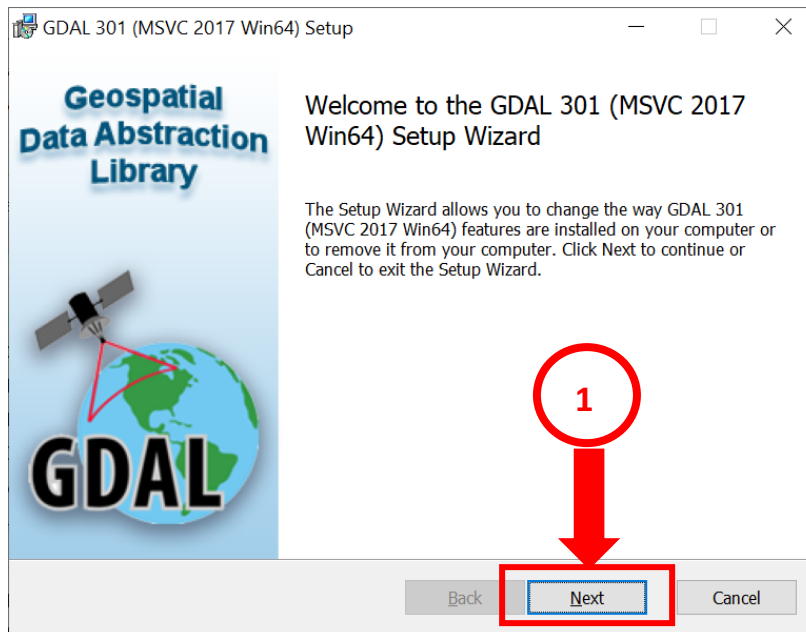 GDAL 301 (MSVC 2017 Win64) Setup
Geospatial
Data Abstraction
Library
GDAL
Welcome to the GDAL 301 (MSVC 2017
Win64) Setup Wizard
The Setup Wizard allows you to change the way GDAL 301
(MSVC 2017 Win64) features are installed on your computer or
to remove it from your computer. Click Next to continue or
Cancel to exit the Setup Wizard.
1
Back
Next
Cancel